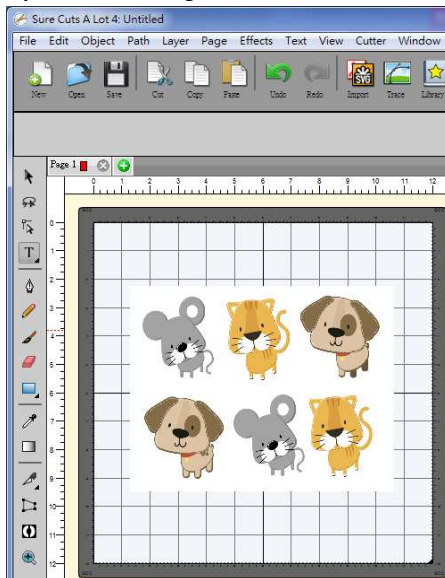 Sure Cuts A Lot 4: Untitled
File Edit Object Path Layer Page Effects Text View Cutter Window
New Open Save Cut Copy Paste Undo Redo Import Trace Library
SVG
Page 1
0 1 2 3 4 5 6 7 8 9 10 11 12
0
1
2
3
4
5
6
7
8
9
10
11
12
T